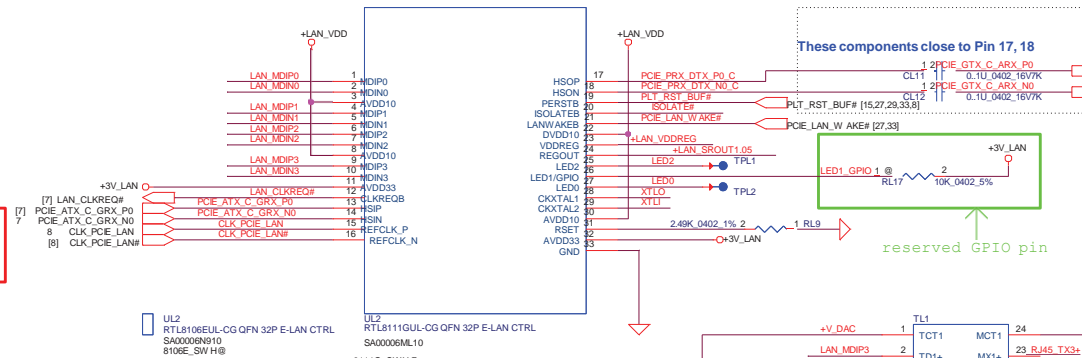 +LAN_VDD
+LAN_VDD
These components close to Pin 17, 18
LAN_MDIP0 1 MDIP0
LAN_MDIN0 2 MDIN0
3 AVDD10
LAN_MDIP1 4 MDIP1
LAN_MDIN1 5 MDIN1
LAN_MDIP2 6 MDIP2
LAN_MDIN2 7 MDIN2
8 AVDD10
LAN_MDIP3 9 MDIP3
LAN_MDIN3 10 MDIN3
+3V_LAN 11 AVDD33
[7] LAN_CLKREQ# LAN_CLKREQ# 12 CLKREQB
[7] PCIE_ATX_C_GRX_P0 PCIE_ATX_C_GRX_P0 13 HSIP
7 PCIE_ATX_C_GRX_N0 PCIE_ATX_C_GRX_N0 14 HSIN
8 CLK_PCIE_LAN CLK_PCIE_LAN 15 REFCLK_P
[8] CLK_PCIE_LAN# CLK_PCIE_LAN# 16 REFCLK_N
HSOP 17 PCIE_PRX_DTX_P0_C
HSON 18 PCIE_PRX_DTX_N0_C
PERSTB 19 PLT_RST_BUF# PLT_RST_BUF# [15,27,29,33,8]
ISOLATEB 20 ISOLATE#
LANWAKEB 21 PCIE_LAN_WAKE# PCIE_LAN_W AKE# [27,33]
DVDD10 22
VDDREG 23 +LAN_VDDREG
REGOUT 24 +LAN_SROUT1.05
LED2 25 LED2 TPL1
LED1/GPIO 26
LED0 27 LED0 TPL2
CKXTAL1 28 XTLO
CKXTAL2 29 XTLI
AVDD10 30
RSET 31 2.49K_0402_1% 2 1 RL9
AVDD33 32 +3V_LAN
GND 33
1 2 PCIE_GTX_C_ARX_P0
CL11 0.1U_0402_16V7K
1 2 PCIE_GTX_C_ARX_N0
CL12 0.1U_0402_16V7K
+3V_LAN
LED1_GPIO 1 @ 2
RL17 10K_0402_5%
reserved GPIO pin
UL2
RTL8106EUL-CG QFN 32P E-LAN CTRL
SA00006N910
8106E_SW H@
UL2
RTL8111GUL-CG QFN 32P E-LAN CTRL
SA00006ML10
TL1
+V_DAC 1 TCT1 MCT1 24
LAN_MDIP3 2 TD1+ MX1+ 23 RJ45_TX3+